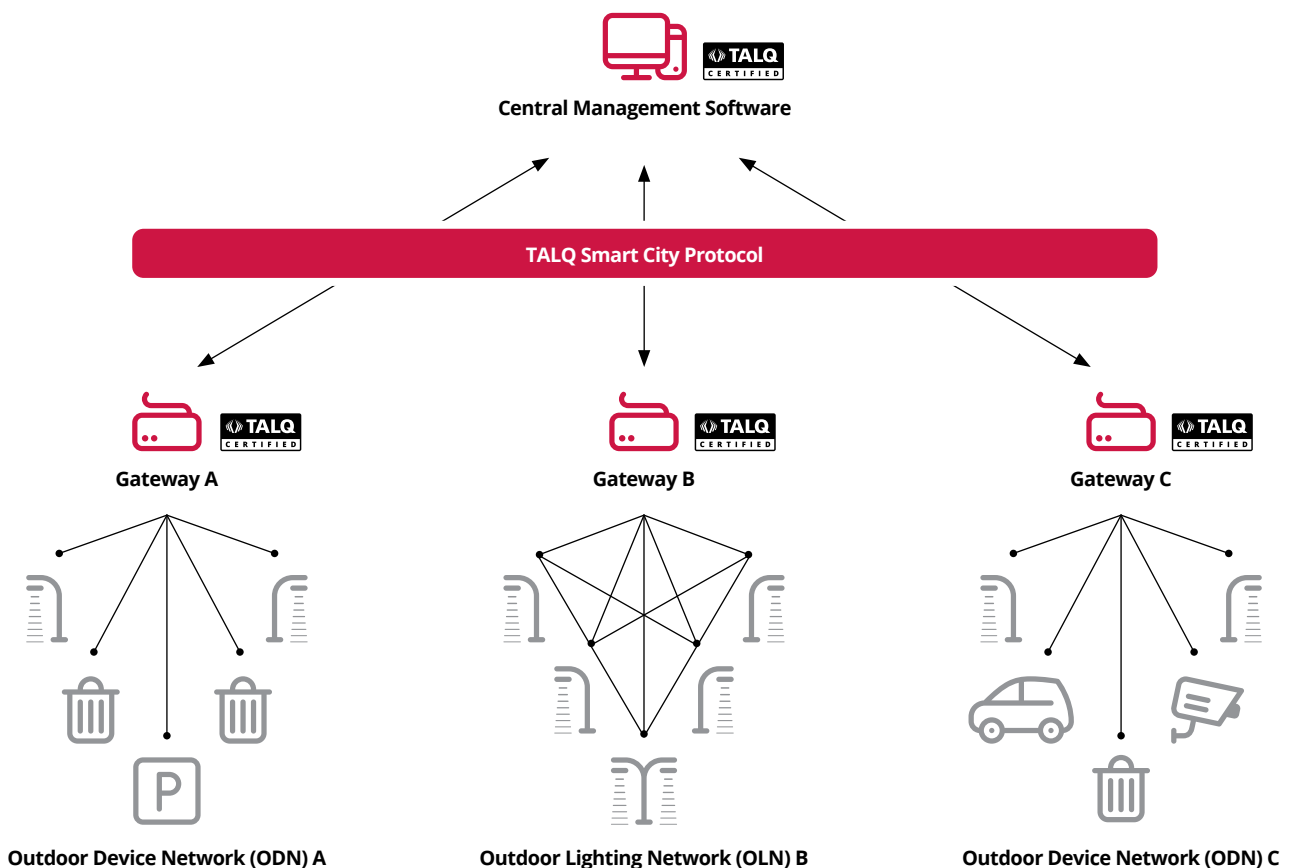 TALQ
CERTIFIED
Central Management Software
TALQ Smart City Protocol
TALQ
CERTIFIED
Gateway A
TALQ
CERTIFIED
Gateway B
TALQ
CERTIFIED
Gateway C
P
Outdoor Device Network (ODN) A
Outdoor Lighting Network (OLN) B
Outdoor Device Network (ODN) C